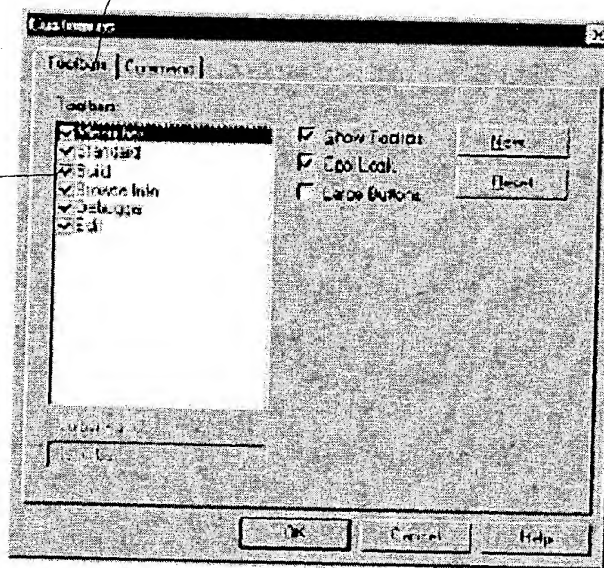 Customize
Toolbars Command
Toolbars:
Standard
Build
Browse Info
Debugger
Edit
Show Tooltips
Cool Look
Large Buttons
New...
Reset
OK Cancel Help